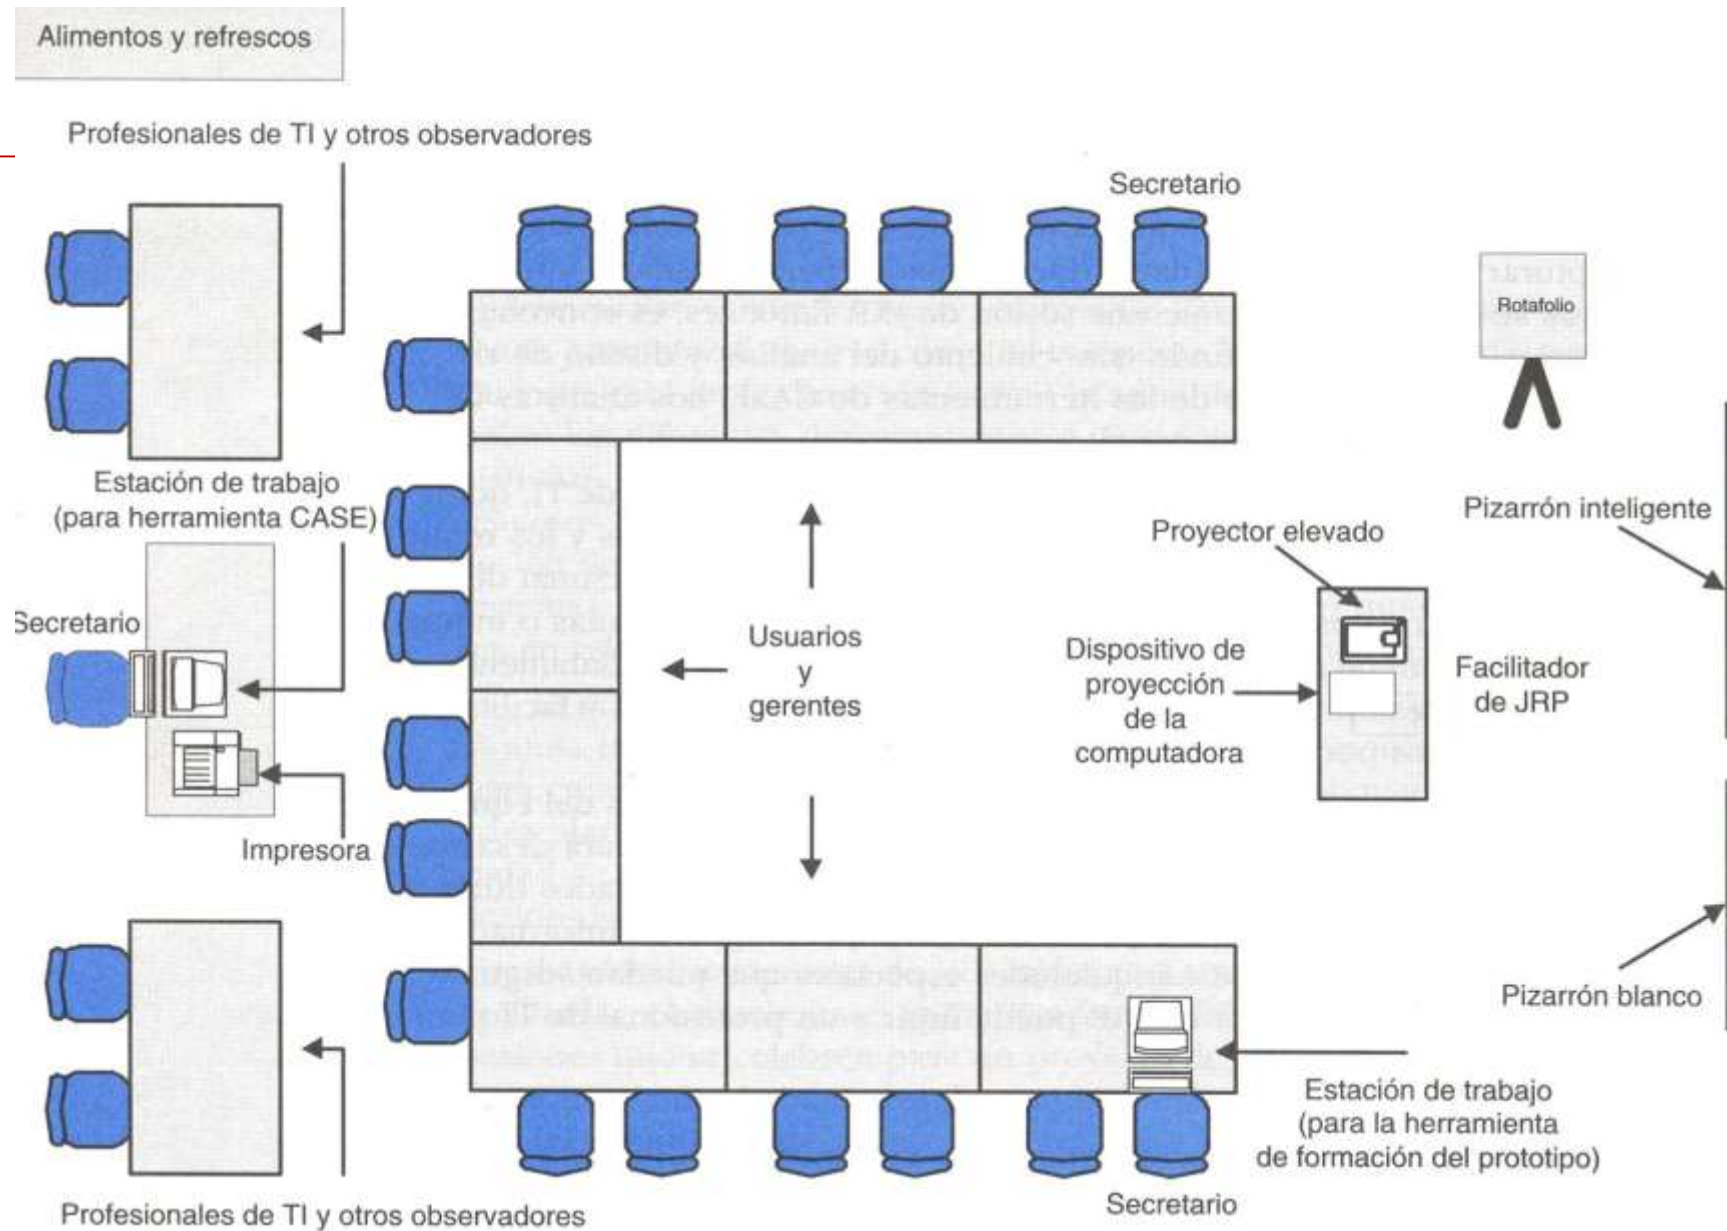 Alimentos y refrescos
Profesionales de TI y otros observadores
Secretario
Rotafolio
Estación de trabajo
(para herramienta CASE)
Pizarrón inteligente
Proyector elevado
Secretario
Usuarios
y
gerentes
Dispositivo de
proyección
de la
computadora
Facilitador
de JRP
Impresora
Pizarrón blanco
Estación de trabajo
(para la herramienta
de formación del prototipo)
Secretario
Profesionales de TI y otros observadores